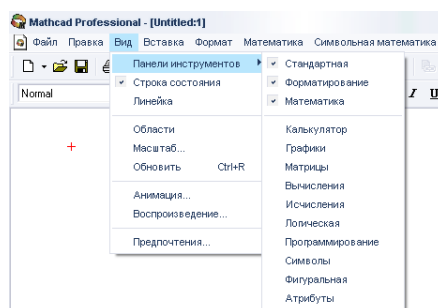 Mathcad Professional - [Untitled:1]
Файл Правка Вид Вставка Формат Математика Символьная математика
Normal
Панели инструментов
Строка состояния
Линейка
Области
Масштаб...
Обновить Ctrl+R
Анимация...
Воспроизведение...
Предпочтения...
Стандартная
Форматирование
Математика
Калькулятор
Графики
Матрицы
Вычисления
Исчисления
Логическая
Программирование
Символы
Фигуральная
Атрибуты
I U